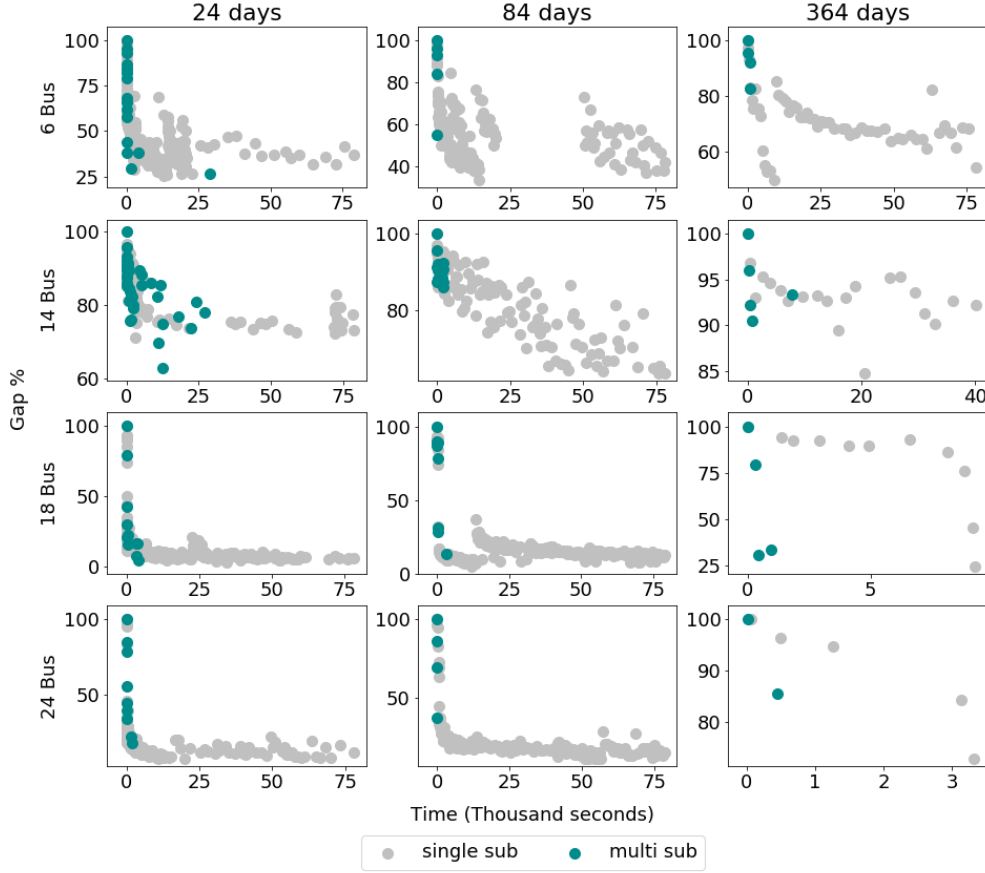 24 days 84 days 364 days
100 75 50 25 6 Bus 0 25 50 75
100 80 60 40 0 25 50 75
100 80 60 0 25 50 75
100 80 60 14 Bus 0 25 50 75
100 80 0 25 50 75
100 95 90 85 0 20 40
Gap %
100 50 0 18 Bus 0 25 50 75
100 50 0 0 25 50 75
100 75 50 25 0 5
100 50 24 Bus 0 25 50 75
100 50 0 25 50 75
100 90 80 0 1 2 3
Time (Thousand seconds)
single sub multi sub